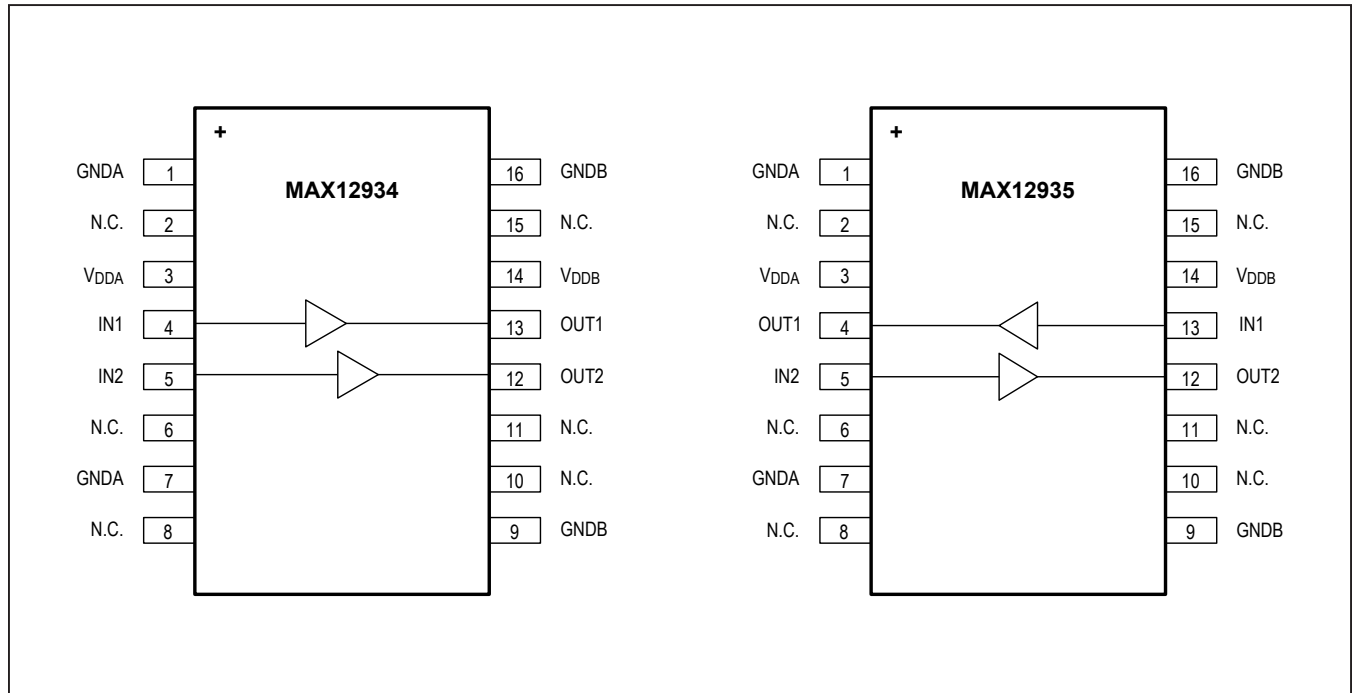 +
MAX12934
GNDA 1 16 GNDB
N.C. 2 15 N.C.
VDDA 3 14 VDDB
IN1 4 13 OUT1
IN2 5 12 OUT2
N.C. 6 11 N.C.
GNDA 7 10 N.C.
N.C. 8 9 GNDB
+
MAX12935
GNDA 1 16 GNDB
N.C. 2 15 N.C.
VDDA 3 14 VDDB
OUT1 4 13 IN1
IN2 5 12 OUT2
N.C. 6 11 N.C.
GNDA 7 10 N.C.
N.C. 8 9 GNDB